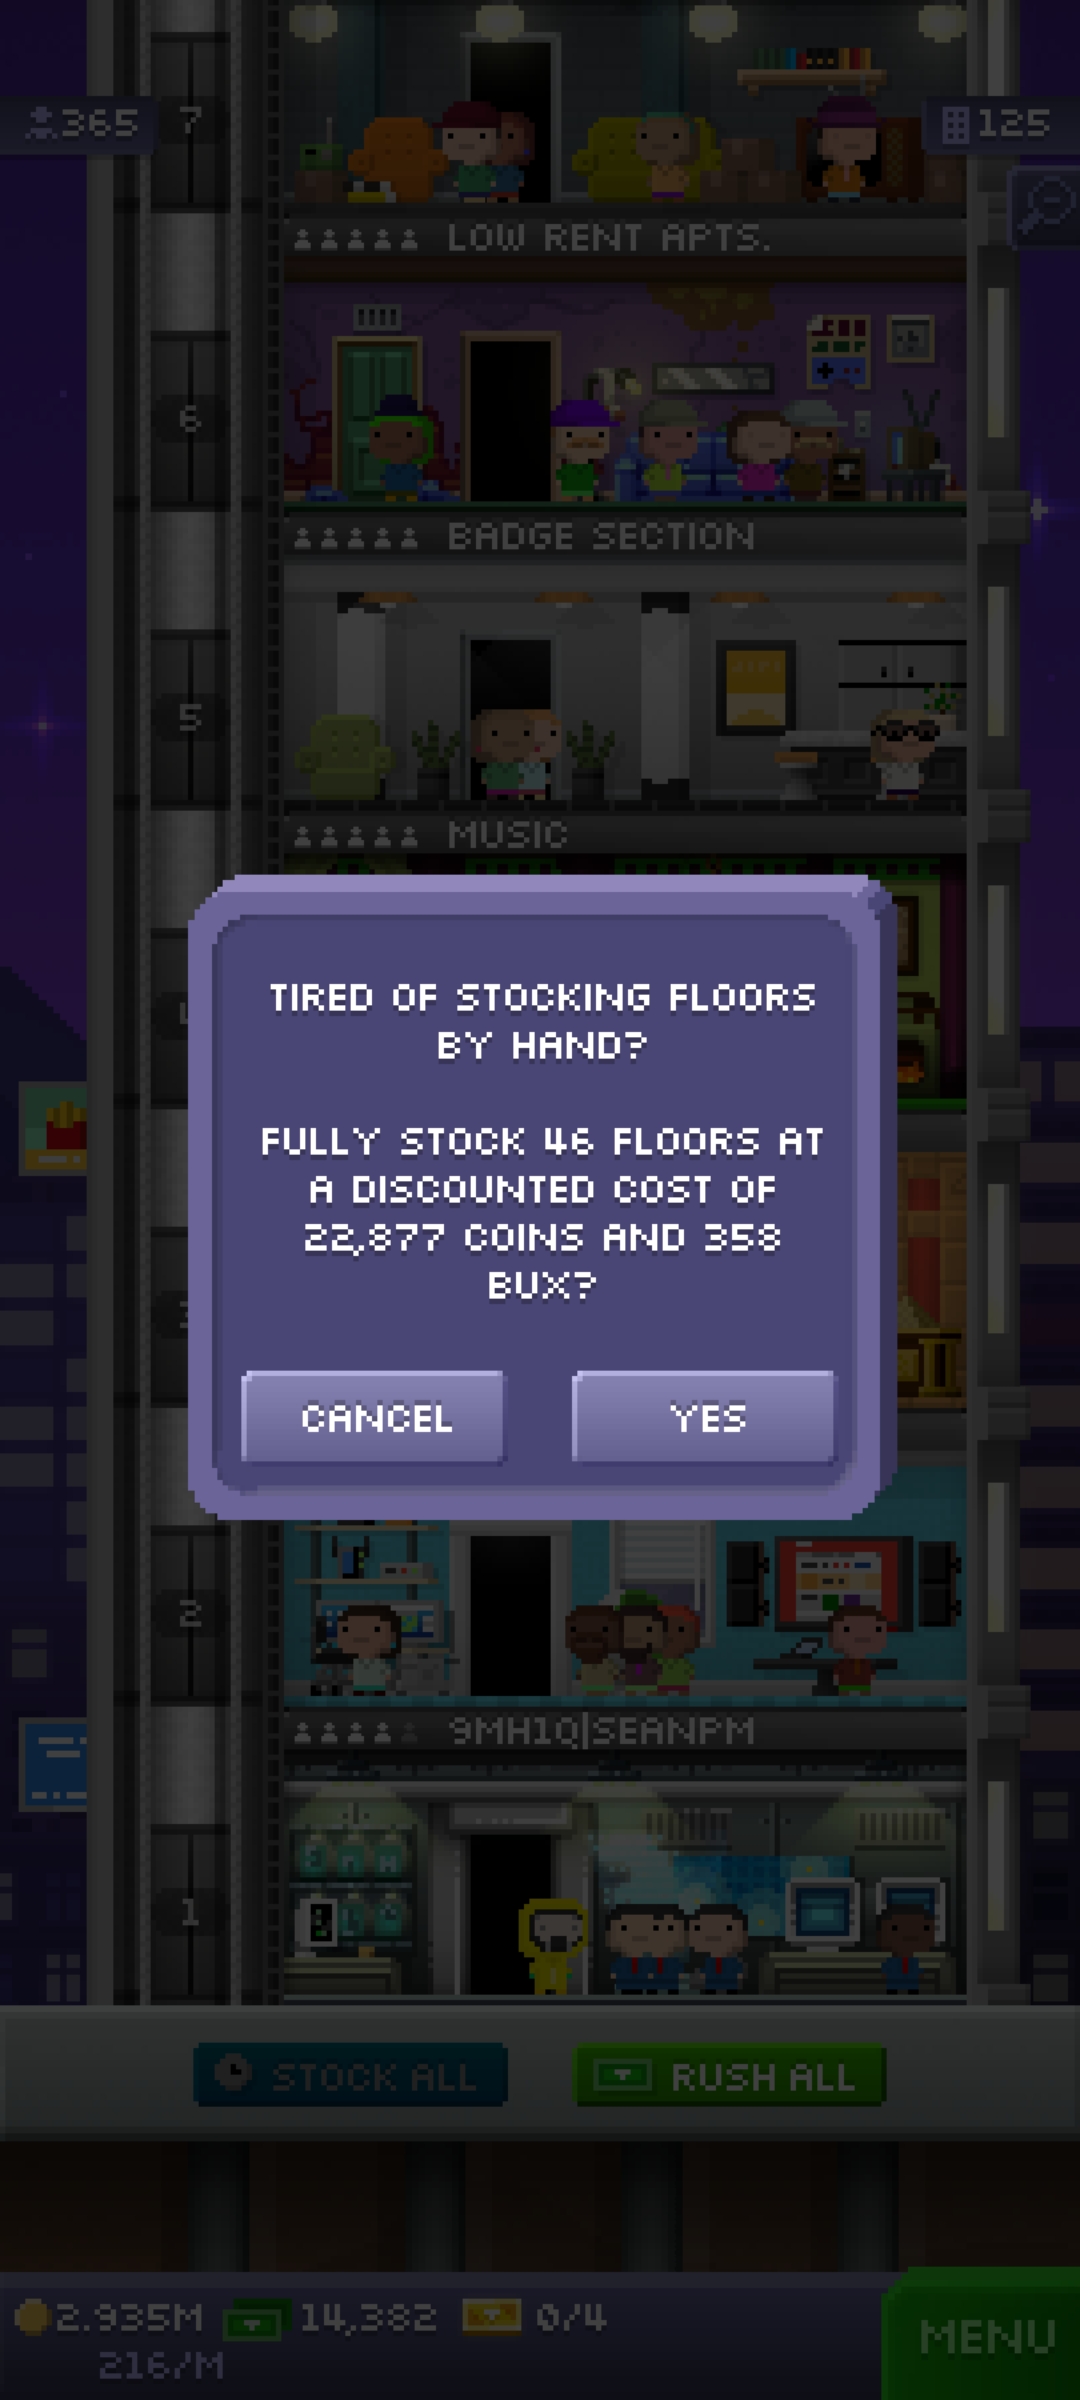 365
7
125
LOW RENT APTS.
6
BADGE SECTION
5
MUSIC
TIRED OF STOCKING FLOORS
BY HAND?
FULLY STOCK 46 FLOORS AT
A DISCOUNTED COST OF
22,877 COINS AND 358
BUX?
CANCEL
YES
2
9MH1Q|SEANPM
1
STOCK ALL
RUSH ALL
2.935M
14,382
0/4
216/M
MENU